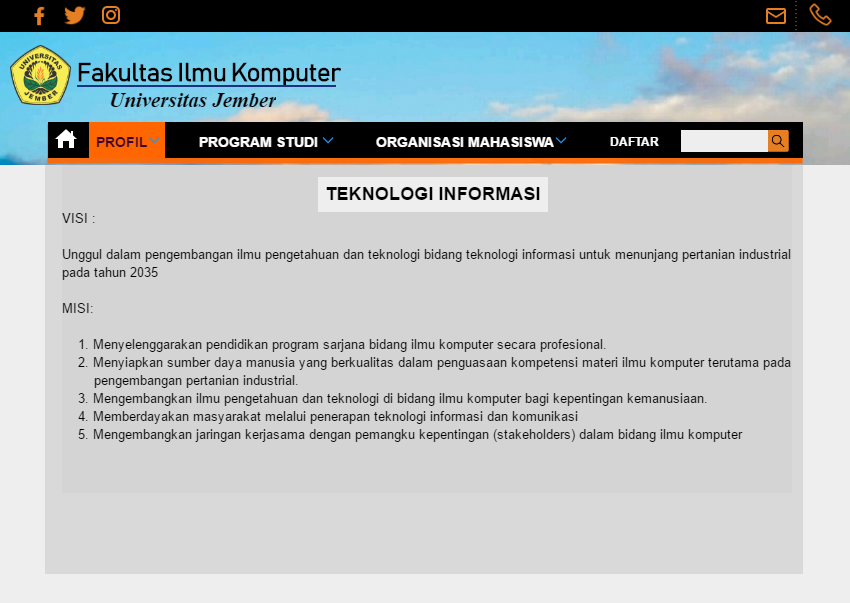 UNIVERSITAS
JEMBER
Fakultas Ilmu Komputer
Universitas Jember
PROFIL PROGRAM STUDI ORGANISASI MAHASISWA DAFTAR
TEKNOLOGI INFORMASI
VISI :
Unggul dalam pengembangan ilmu pengetahuan dan teknologi bidang teknologi informasi untuk menunjang pertanian industrial
pada tahun 2035
MISI:
1. Menyelenggarakan pendidikan program sarjana bidang ilmu komputer secara profesional.
2. Menyiapkan sumber daya manusia yang berkualitas dalam penguasaan kompetensi materi ilmu komputer terutama pada
pengembangan pertanian industrial.
3. Mengembangkan ilmu pengetahuan dan teknologi di bidang ilmu komputer bagi kepentingan kemanusiaan.
4. Memberdayakan masyarakat melalui penerapan teknologi informasi dan komunikasi
5. Mengembangkan jaringan kerjasama dengan pemangku kepentingan (stakeholders) dalam bidang ilmu komputer